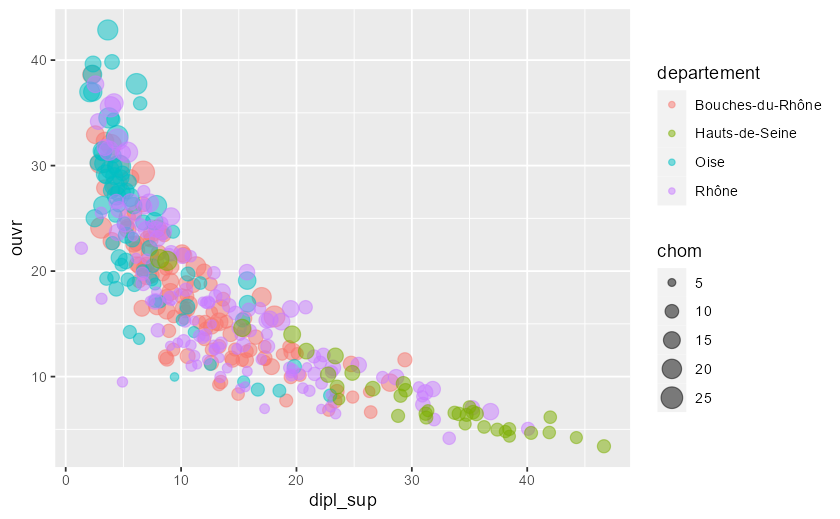 ouvr
40
30
20
10
0
10
20
30
40
dipl_sup
departement
Bouches-du-Rhône
Hauts-de-Seine
Oise
Rhône
chom
5
10
15
20
25